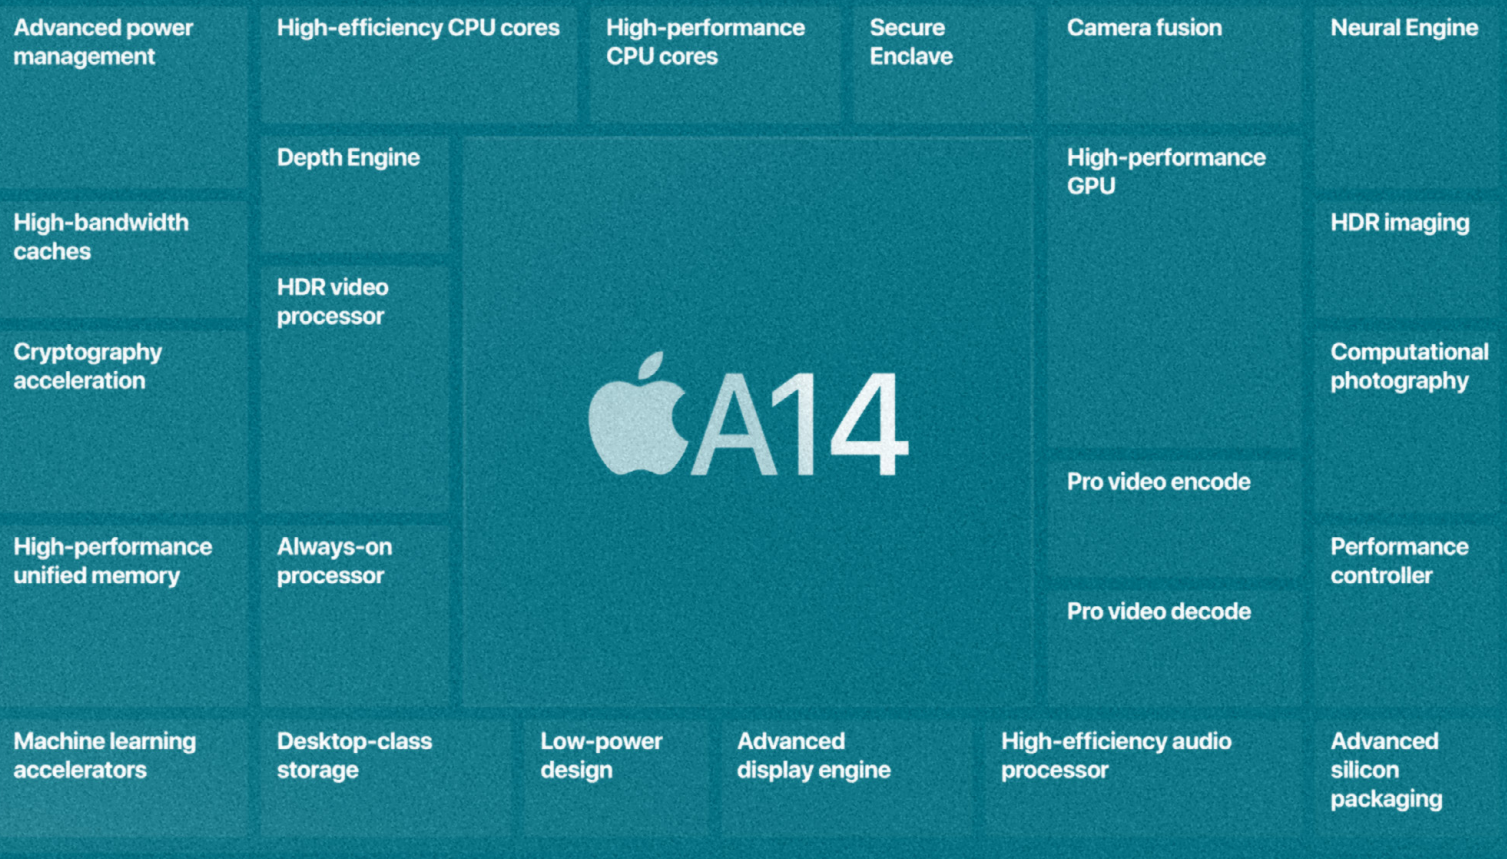 Advanced power
management
High-efficiency CPU cores
High-performance
CPU cores
Secure
Enclave
Camera fusion
Neural Engine
Depth Engine
High-performance
GPU
High-bandwidth
caches
HDR imaging
HDR video
processor
Cryptography
acceleration
Computational
photography
A14
Pro video encode
High-performance
unified memory
Always-on
processor
Performance
controller
Pro video decode
Machine learning
accelerators
Desktop-class
storage
Low-power
design
Advanced
display engine
High-efficiency audio
processor
Advanced
silicon
packaging